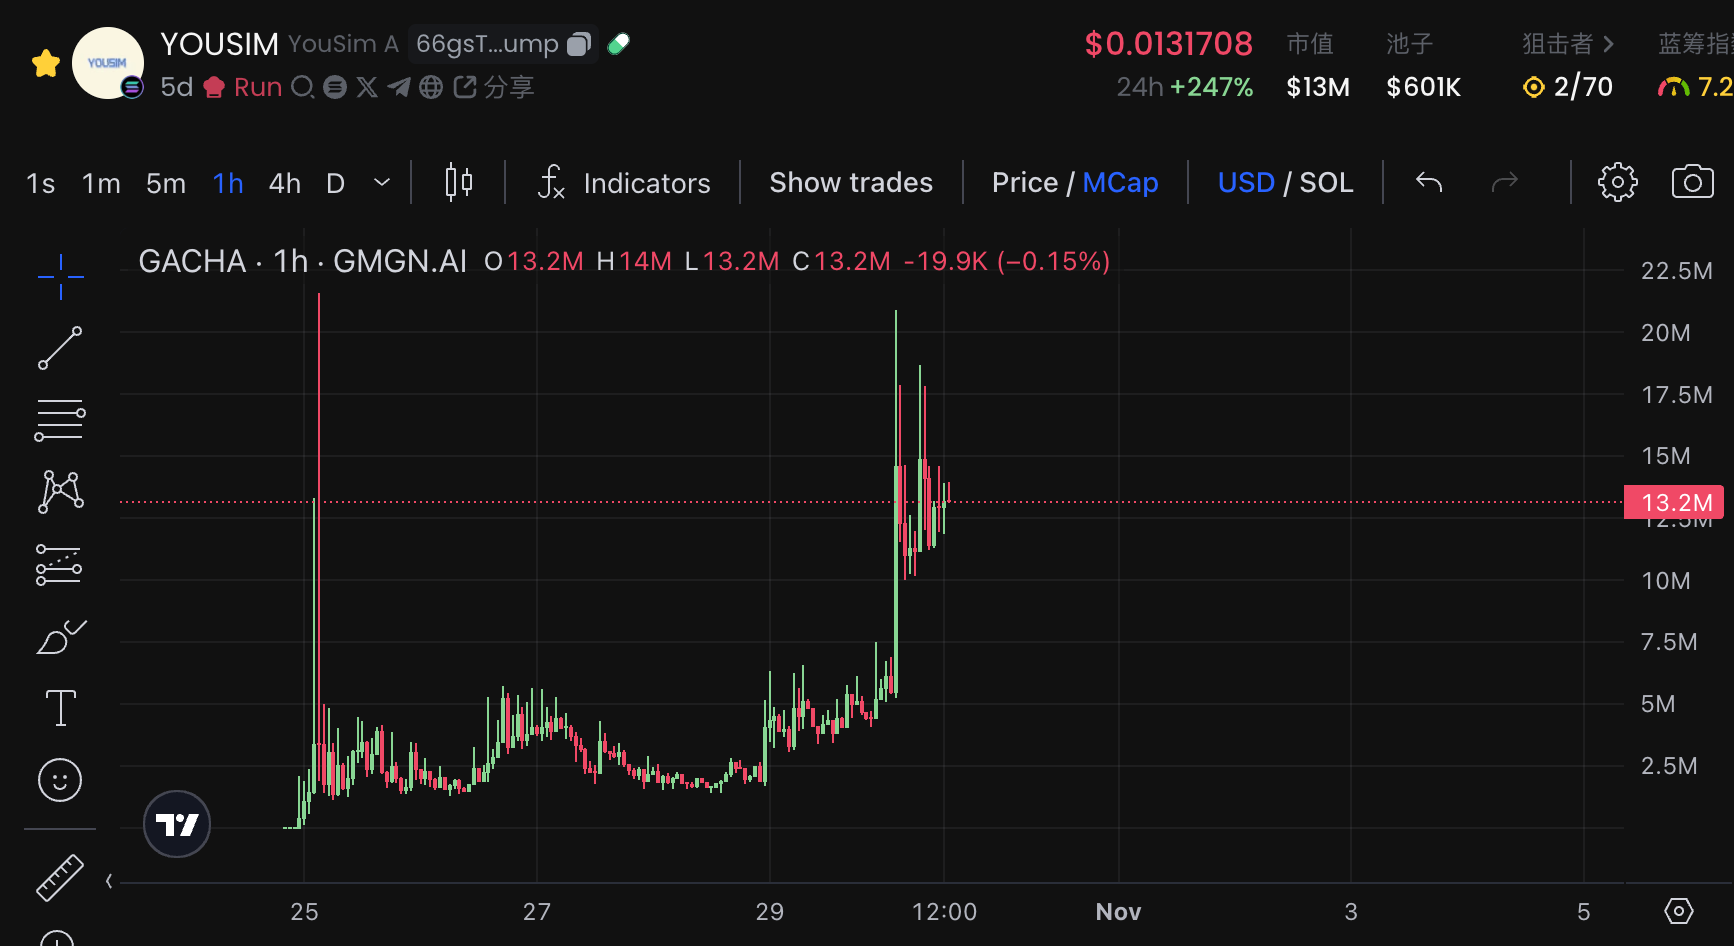 YOUSIM YouSim A 66gsT...ump $0.0131708 市值 池子 狙击者 蓝筹指
YOUSIM
5d Run 分享 24h +247% $13M $601K 2/70 7.2
1s 1m 5m 1h 4h D Indicators Show trades Price / MCap USD / SOL
GACHA · 1h · GMGN.AI O13.2M H14M L13.2M C13.2M -19.9K (−0.15%)
22.5M
20M
17.5M
15M
13.2M
12.5M
10M
7.5M
5M
2.5M
25 27 29 12:00 Nov 3 5